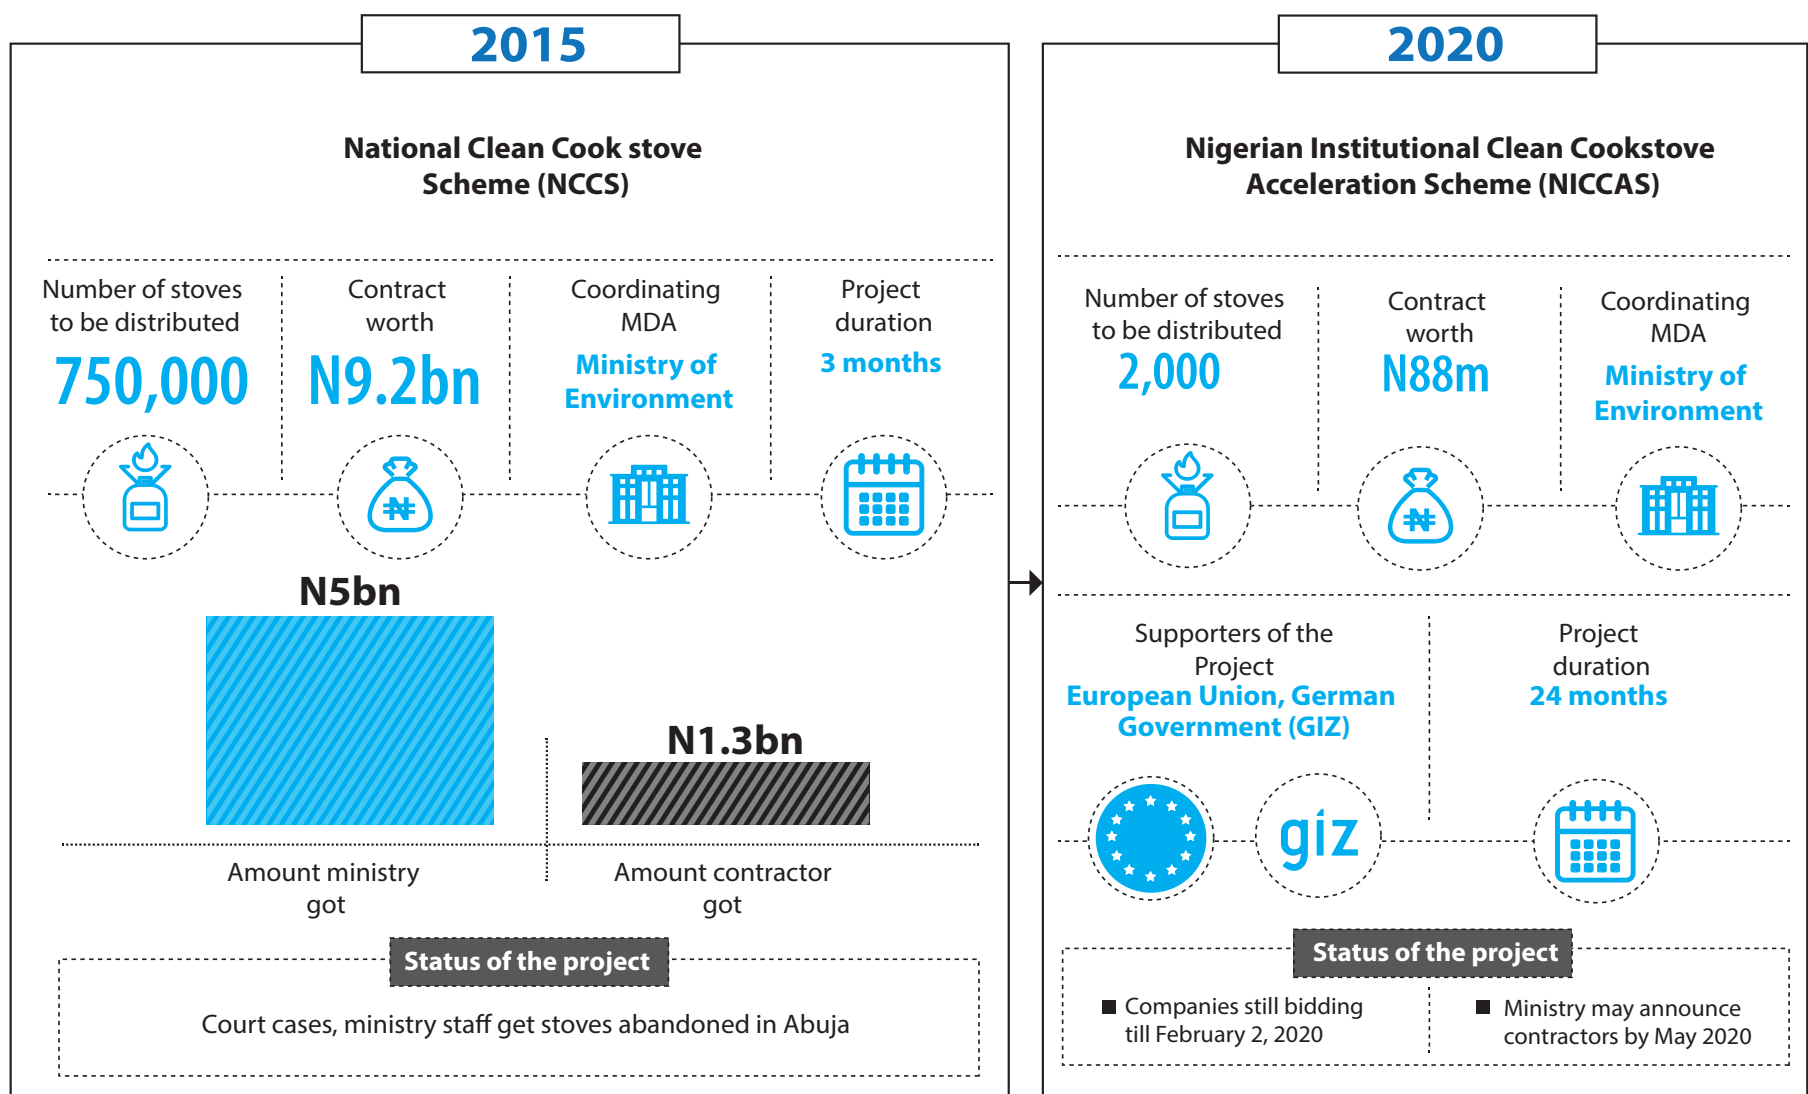 2015
National Clean Cook stove
Scheme (NCCS)
Number of stoves
to be distributed
750,000
Contract
worth
N9.2bn
Coordinating
MDA
Ministry of
Environment
Project
duration
3 months
₦
N5bn
N1.3bn
Amount ministry
got
Amount contractor
got
Status of the project
Court cases, ministry staff get stoves abandoned in Abuja
2020
Nigerian Institutional Clean Cookstove
Acceleration Scheme (NICCAS)
Number of stoves
to be distributed
2,000
Contract
worth
N88m
Coordinating
MDA
Ministry of
Environment
₦
Supporters of the
Project
European Union, German
Government (GIZ)
giz
Project
duration
24 months
Status of the project
Companies still bidding
till February 2, 2020
Ministry may announce
contractors by May 2020